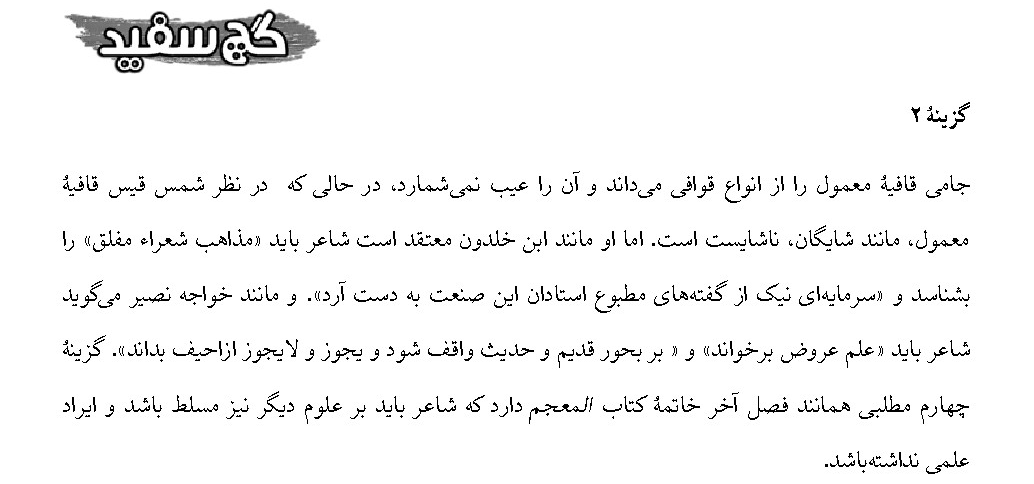 گچ سفید
گزینهٔ ۲
جامی قافیهٔ معمول را از انواع قوافی می‌داند و آن را عیب نمی‌شمارد، در حالی که در نظر شمس قیس قافیهٔ
معمول، مانند شایگان، ناشایست است. اما او مانند ابن خلدون معتقد است شاعر باید «مذاهب شعراء مفلق» را
بشناسد و «سرمایه‌ای نیک از گفته‌های مطبوع استادان این صنعت به دست آرد». و مانند خواجه نصیر می‌گوید
شاعر باید «علم عروض برخواند» و « بر بحور قدیم و حدیث واقف شود و یجوز و لایجوز ازاحیف بداند». گزینهٔ
چهارم مطلبی همانند فصل آخر خاتمهٔ کتاب المعجم دارد که شاعر باید بر علوم دیگر نیز مسلط باشد و ایراد
علمی نداشته‌باشد.